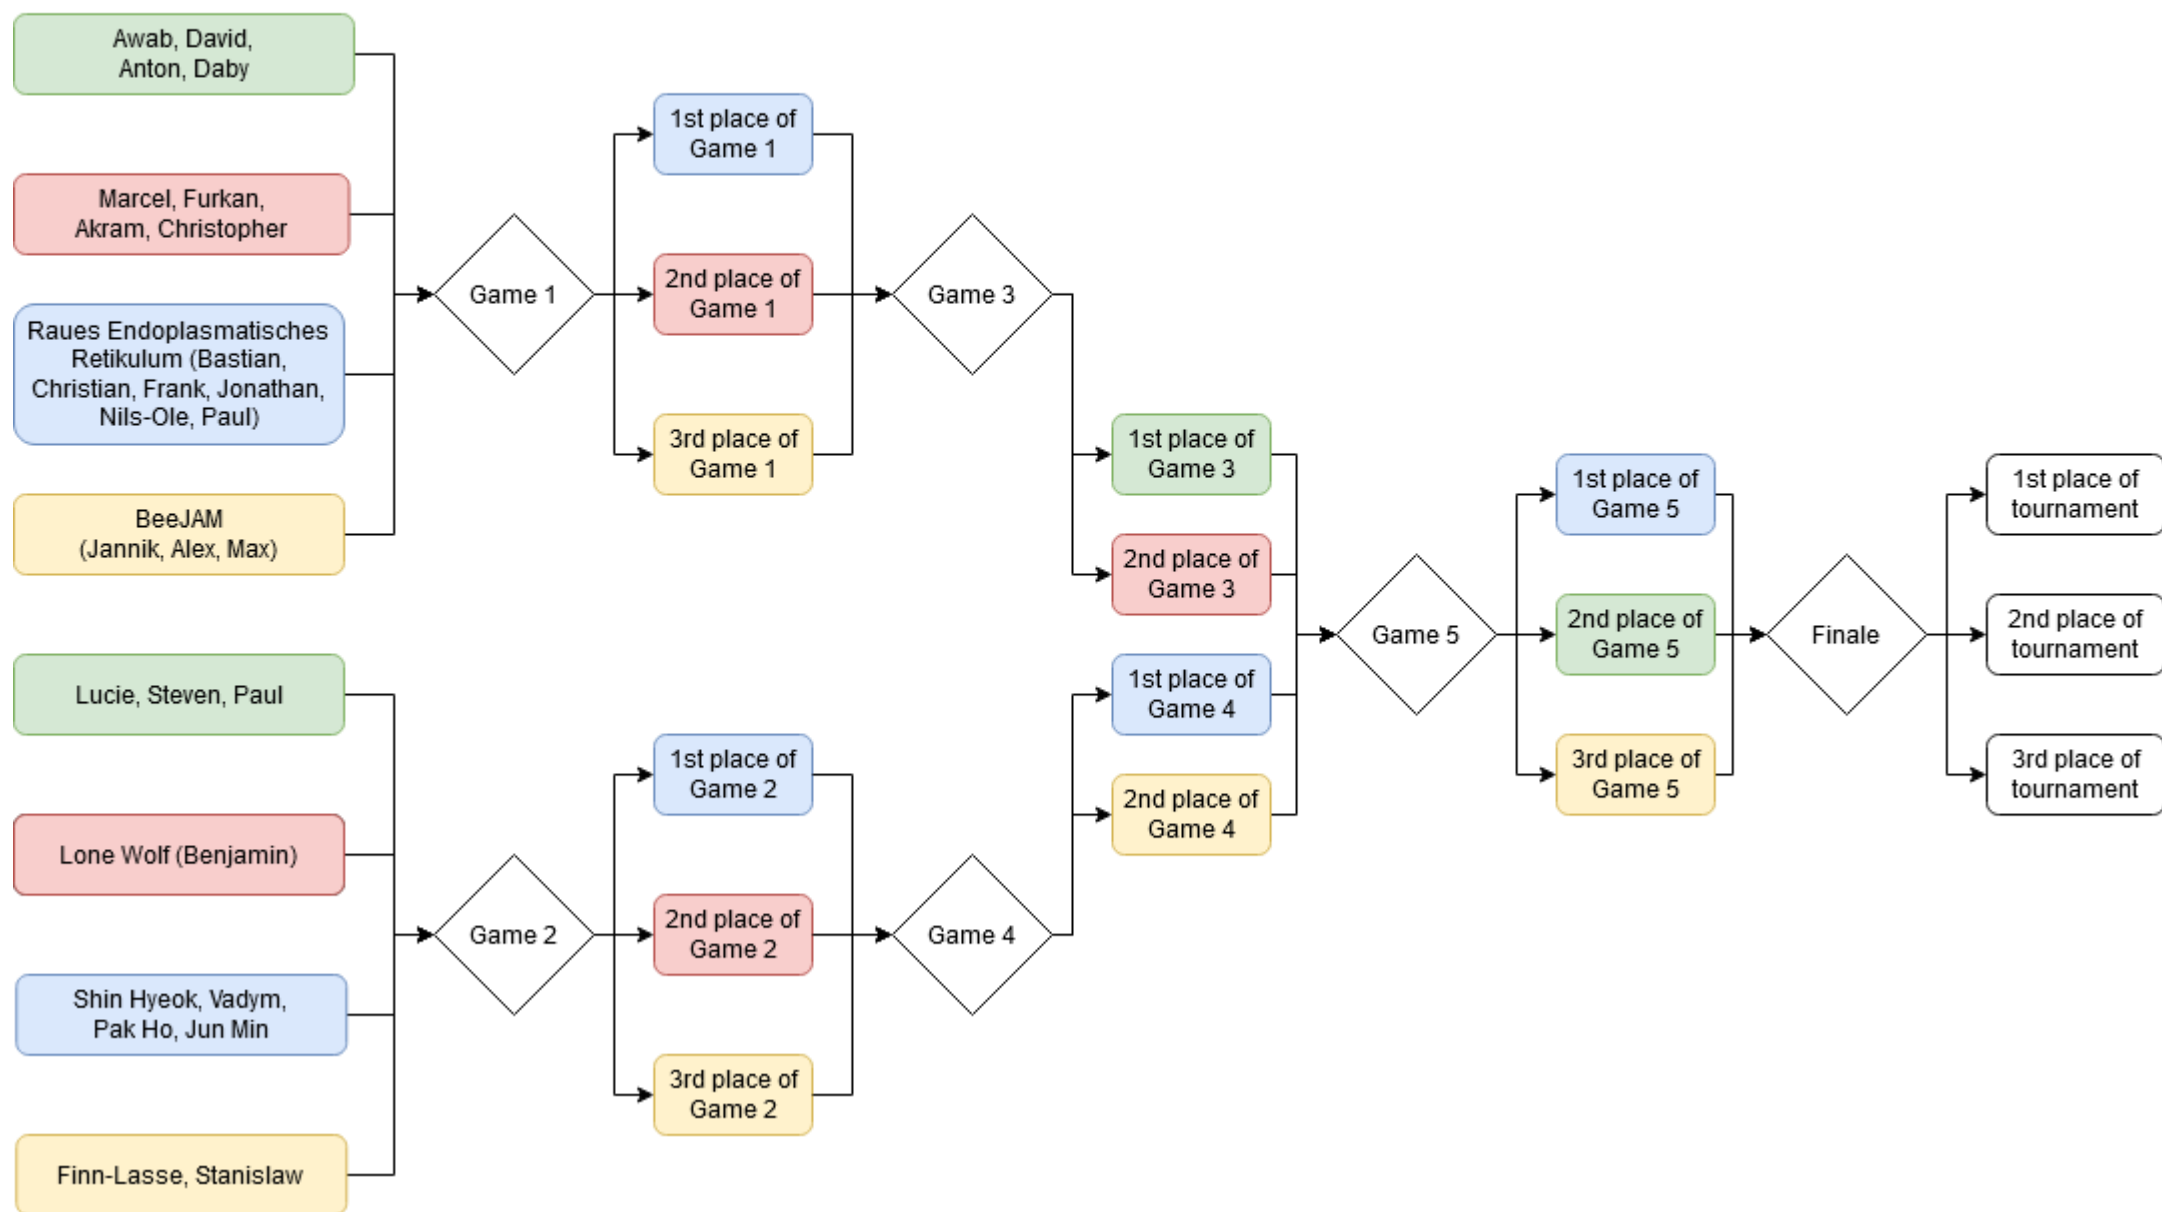 Awab, David,
Anton, Daby
Marcel, Furkan,
Akram, Christopher
Raues Endoplasmatisches
Retikulum (Bastian,
Christian, Frank, Jonathan,
Nils-Ole, Paul)
BeeJAM
(Jannik, Alex, Max)
Game 1
1st place of
Game 1
2nd place of
Game 1
3rd place of
Game 1
Game 3
Lucie, Steven, Paul
Lone Wolf (Benjamin)
Shin Hyeok, Vadym,
Pak Ho, Jun Min
Finn-Lasse, Stanislaw
Game 2
1st place of
Game 2
2nd place of
Game 2
3rd place of
Game 2
Game 4
1st place of
Game 3
2nd place of
Game 3
1st place of
Game 4
2nd place of
Game 4
Game 5
1st place of
Game 5
2nd place of
Game 5
3rd place of
Game 5
Finale
1st place of
tournament
2nd place of
tournament
3rd place of
tournament